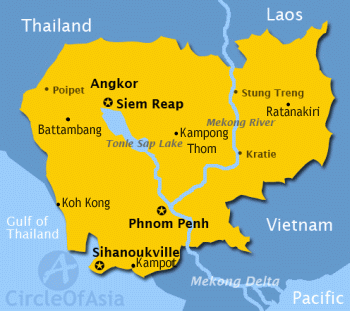 Thailand
Laos
Angkor
Siem Reap
Poipet
Stung Treng
Ratanakiri
Battambang
Mekong River
Kampong
Thom
Tonle Sap Lake
Kratie
Koh Kong
Phnom Penh
Gulf of
Thailand
Vietnam
Sihanoukville
Kampot
Mekong Delta
CircleOfAsia
Pacific